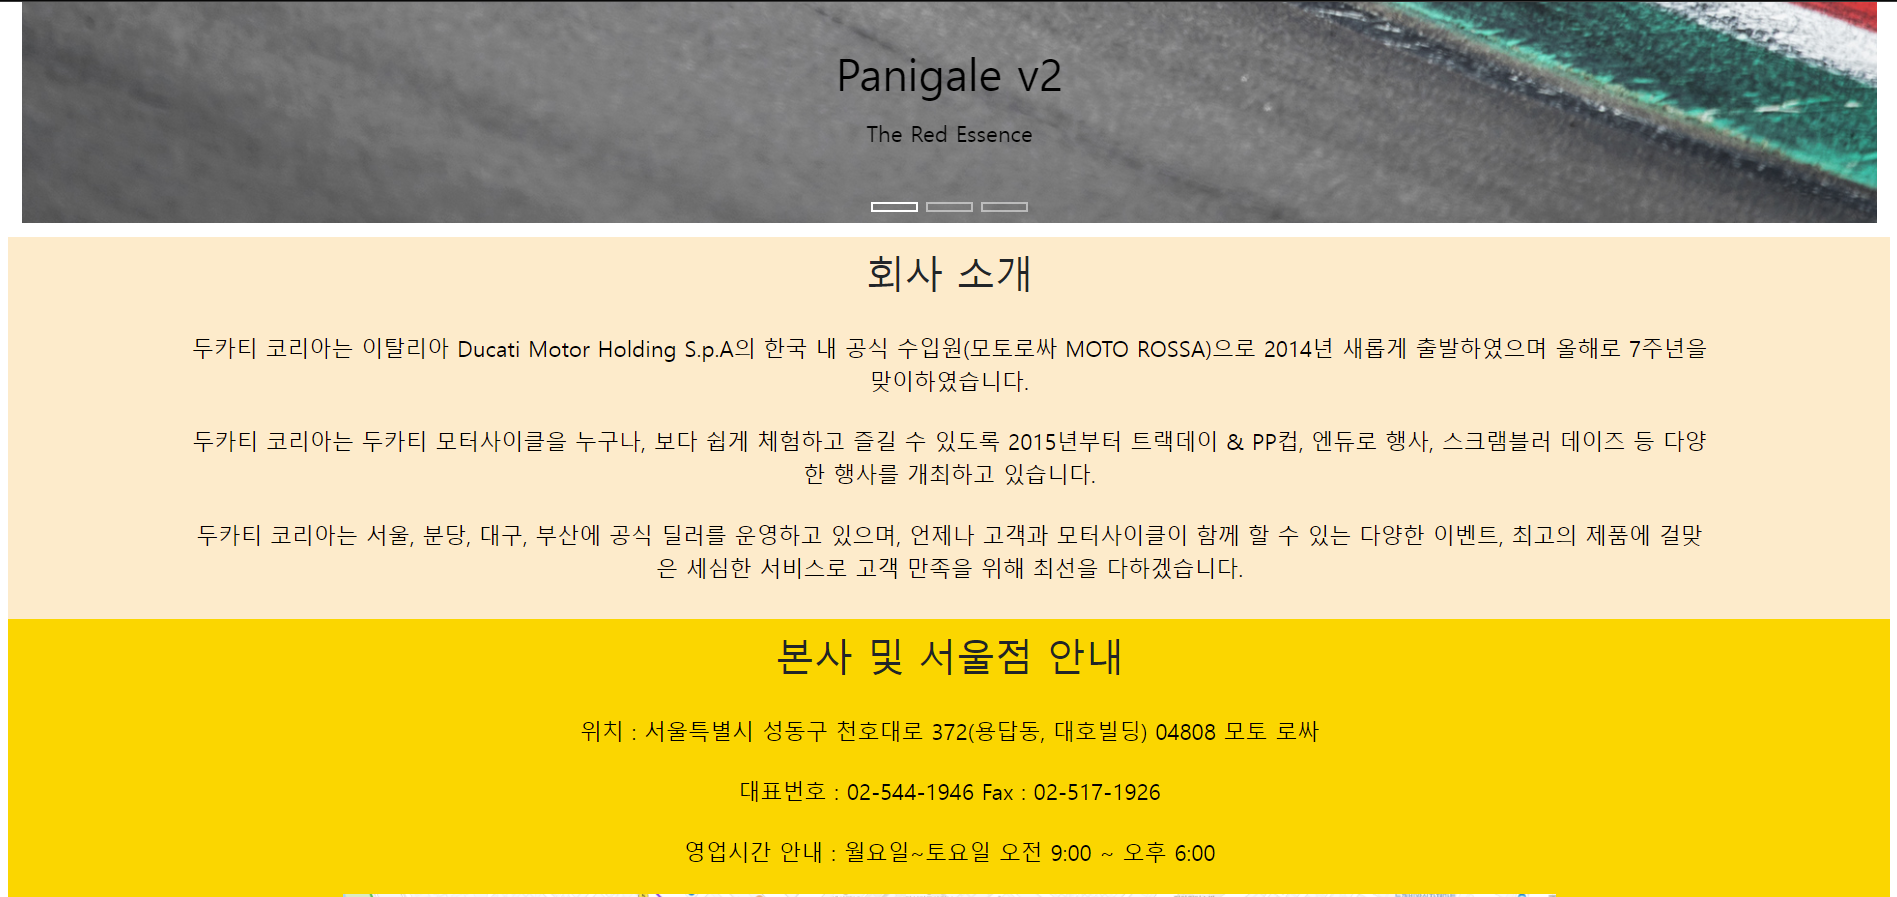 Panigale v2
The Red Essence
회사 소개
두카티 코리아는 이탈리아 Ducati Motor Holding S.p.A의 한국 내 공식 수입원(모토로싸 MOTO ROSSA)으로 2014년 새롭게 출발하였으며 올해로 7주년을
맞이하였습니다.
두카티 코리아는 두카티 모터사이클을 누구나, 보다 쉽게 체험하고 즐길 수 있도록 2015년부터 트랙데이 & PP컵, 엔듀로 행사, 스크램블러 데이즈 등 다양
한 행사를 개최하고 있습니다.
두카티 코리아는 서울, 분당, 대구, 부산에 공식 딜러를 운영하고 있으며, 언제나 고객과 모터사이클이 함께 할 수 있는 다양한 이벤트, 최고의 제품에 걸맞
은 세심한 서비스로 고객 만족을 위해 최선을 다하겠습니다.
본사 및 서울점 안내
위치 : 서울특별시 성동구 천호대로 372(용답동, 대호빌딩) 04808 모토 로싸
대표번호 : 02-544-1946 Fax : 02-517-1926
영업시간 안내 : 월요일~토요일 오전 9:00 ~ 오후 6:00